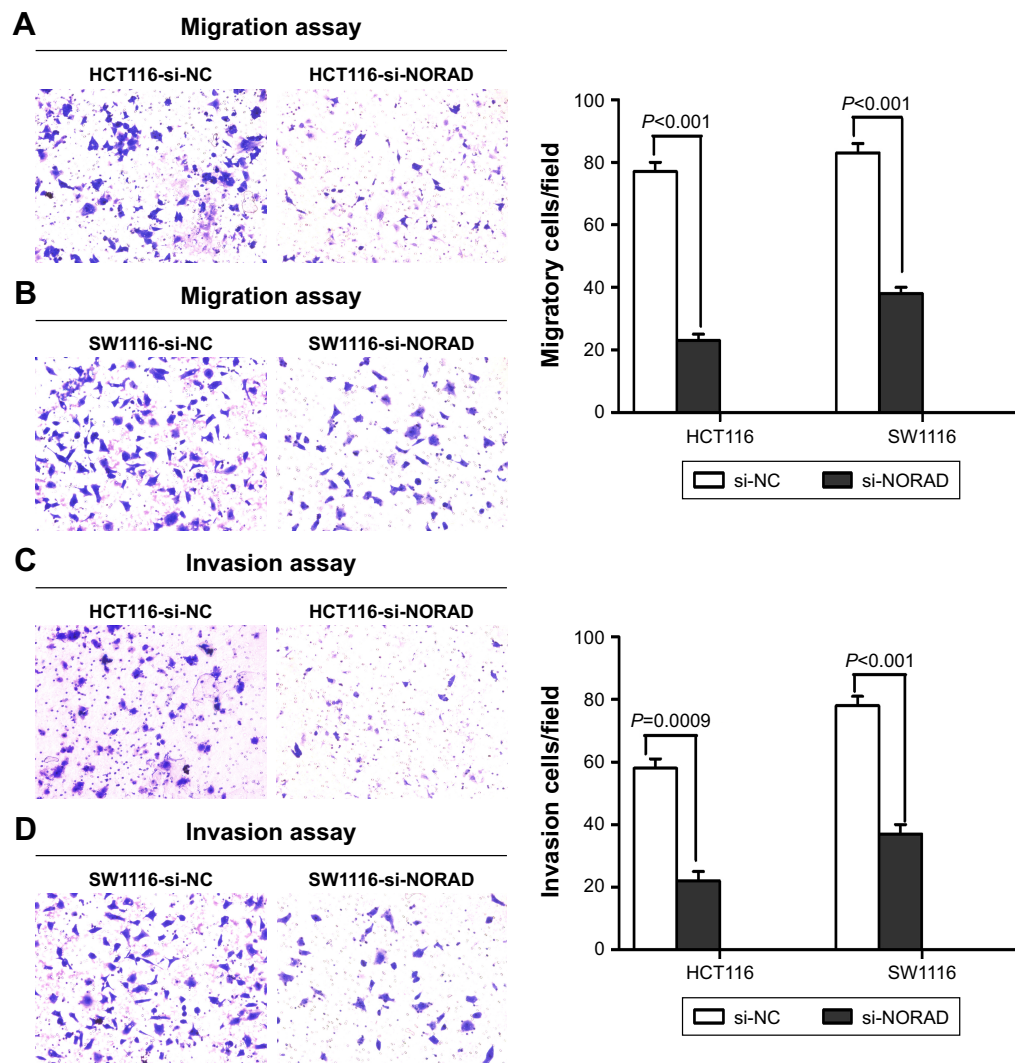 A
Migration assay
HCT116-si-NC
HCT116-si-NORAD
B
Migration assay
SW1116-si-NC
SW1116-si-NORAD
100
80
60
40
20
0
Migratory cells/field
P<0.001
P<0.001
HCT116
SW1116
si-NC
si-NORAD
C
Invasion assay
HCT116-si-NC
HCT116-si-NORAD
D
Invasion assay
SW1116-si-NC
SW1116-si-NORAD
100
80
60
40
20
0
Invasion cells/field
P=0.0009
P<0.001
HCT116
SW1116
si-NC
si-NORAD